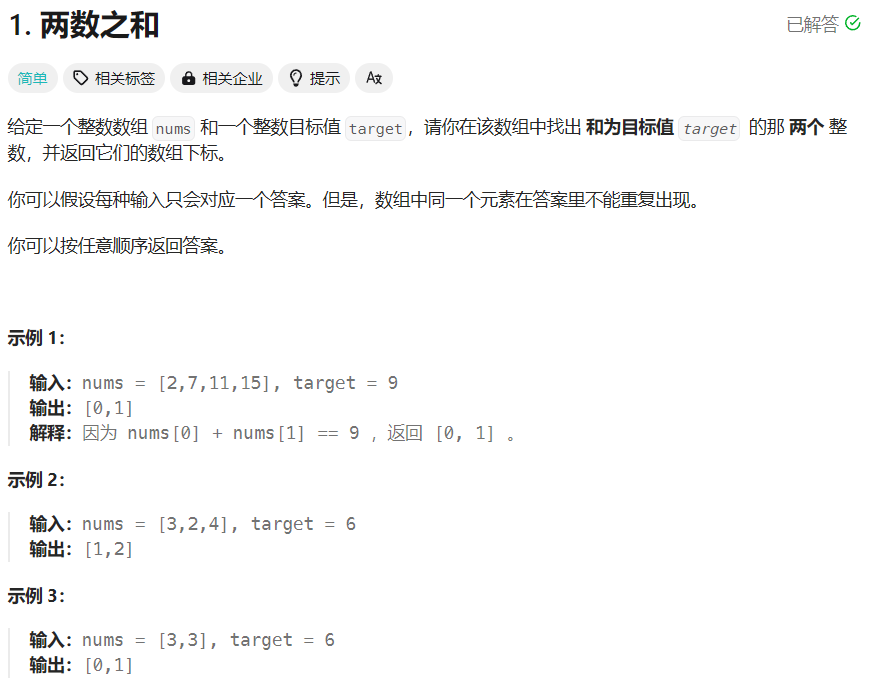 1. 两数之和
已解答
简单 相关标签 相关企业 提示
给定一个整数数组 nums 和一个整数目标值 target，请你在该数组中找出 和为目标值 target 的那 两个 整
数，并返回它们的数组下标。
你可以假设每种输入只会对应一个答案。但是，数组中同一个元素在答案里不能重复出现。
你可以按任意顺序返回答案。
示例 1：
输入：nums = [2,7,11,15], target = 9
输出：[0,1]
解释：因为 nums[0] + nums[1] == 9 ，返回 [0, 1] 。
示例 2：
输入：nums = [3,2,4], target = 6
输出：[1,2]
示例 3：
输入：nums = [3,3], target = 6
输出：[0,1]